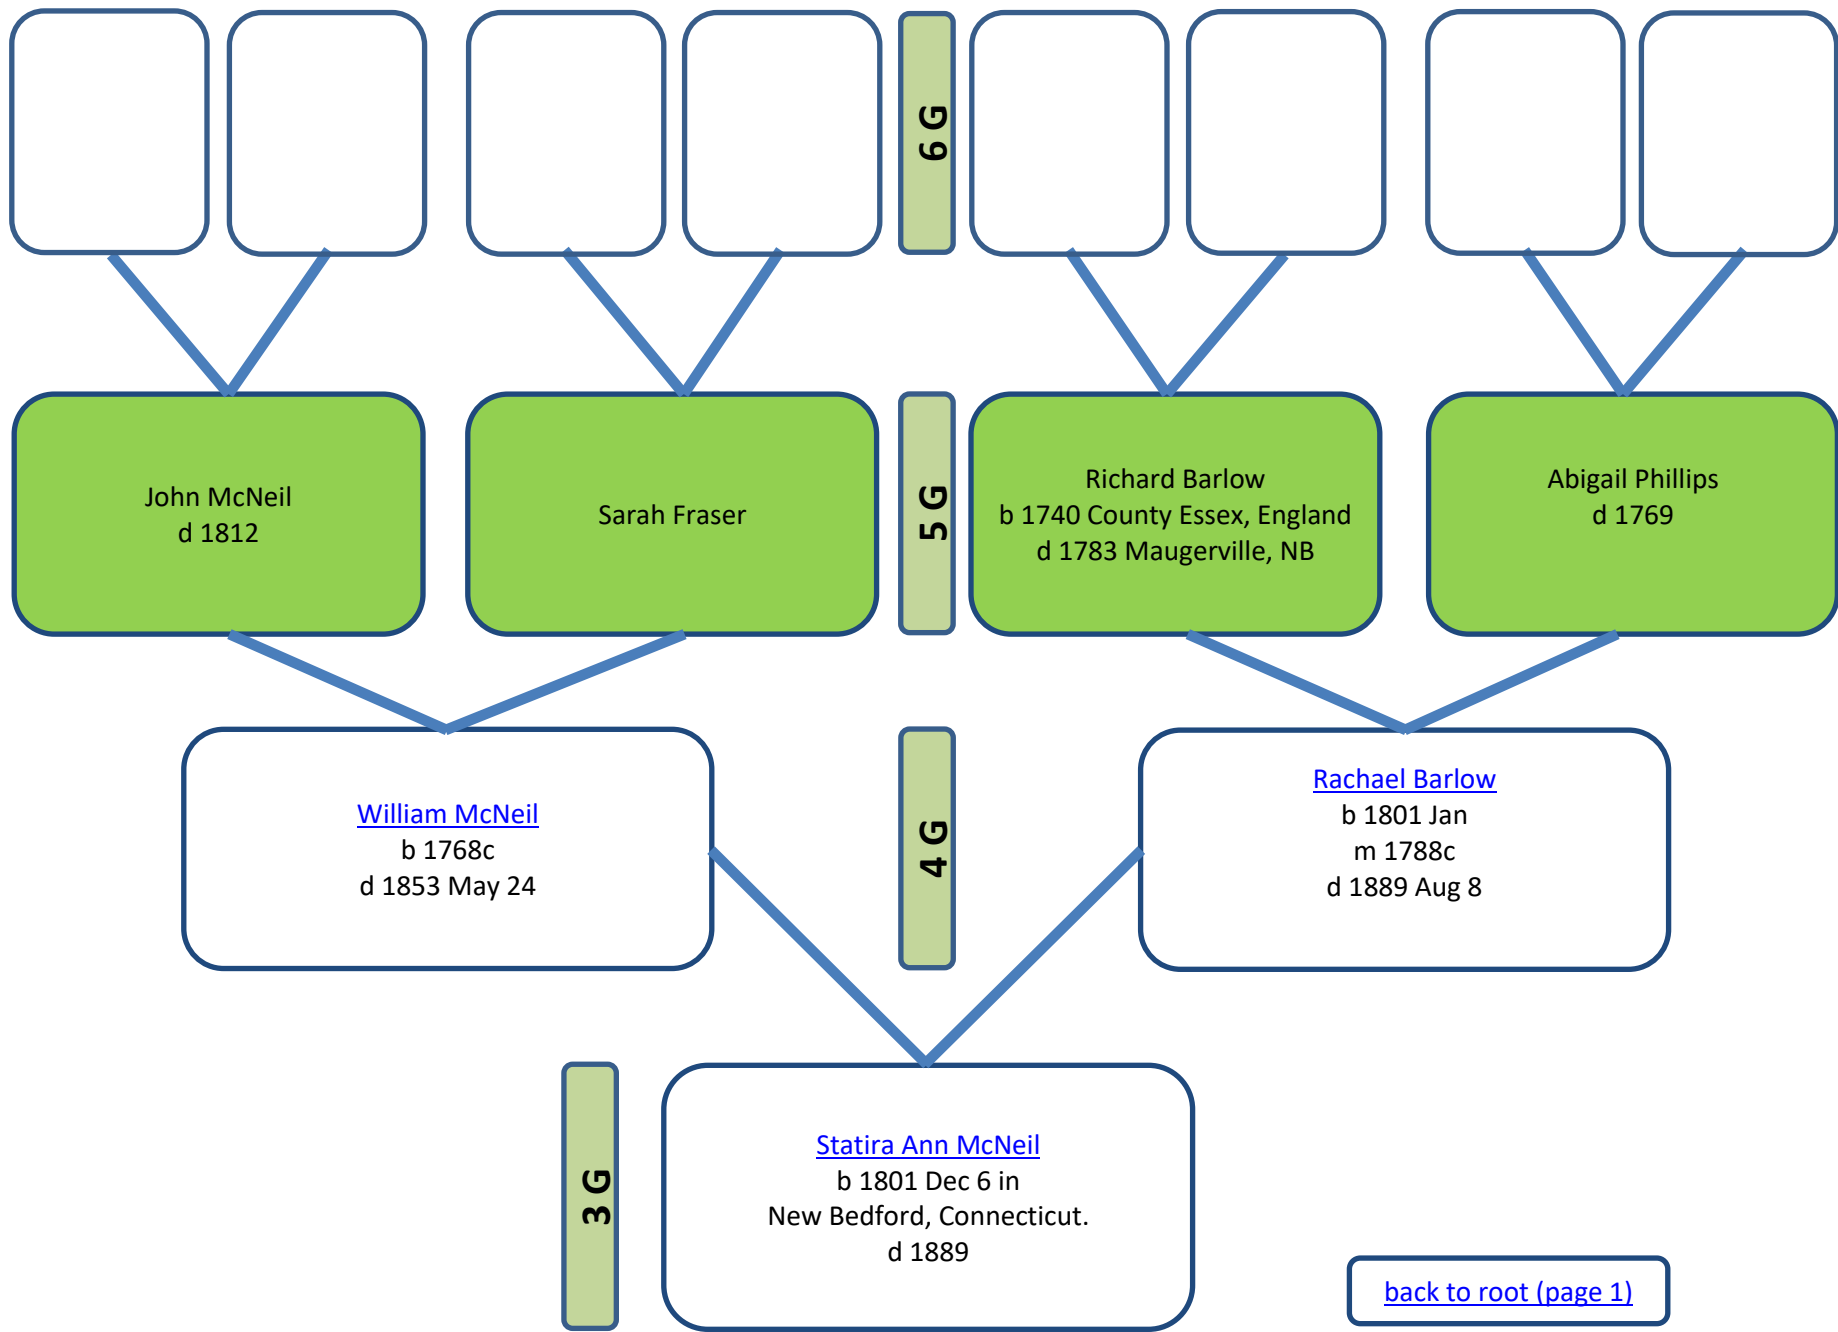 6 G
John McNeil
d 1812
Sarah Fraser
5 G
Richard Barlow
b 1740 County Essex, England
d 1783 Maugerville, NB
Abigail Phillips
d 1769
William McNeil
b 1768c
d 1853 May 24
4 G
Rachael Barlow
b 1801 Jan
m 1788c
d 1889 Aug 8
3 G
Statira Ann McNeil
b 1801 Dec 6 in
New Bedford, Connecticut.
d 1889
back to root (page 1)